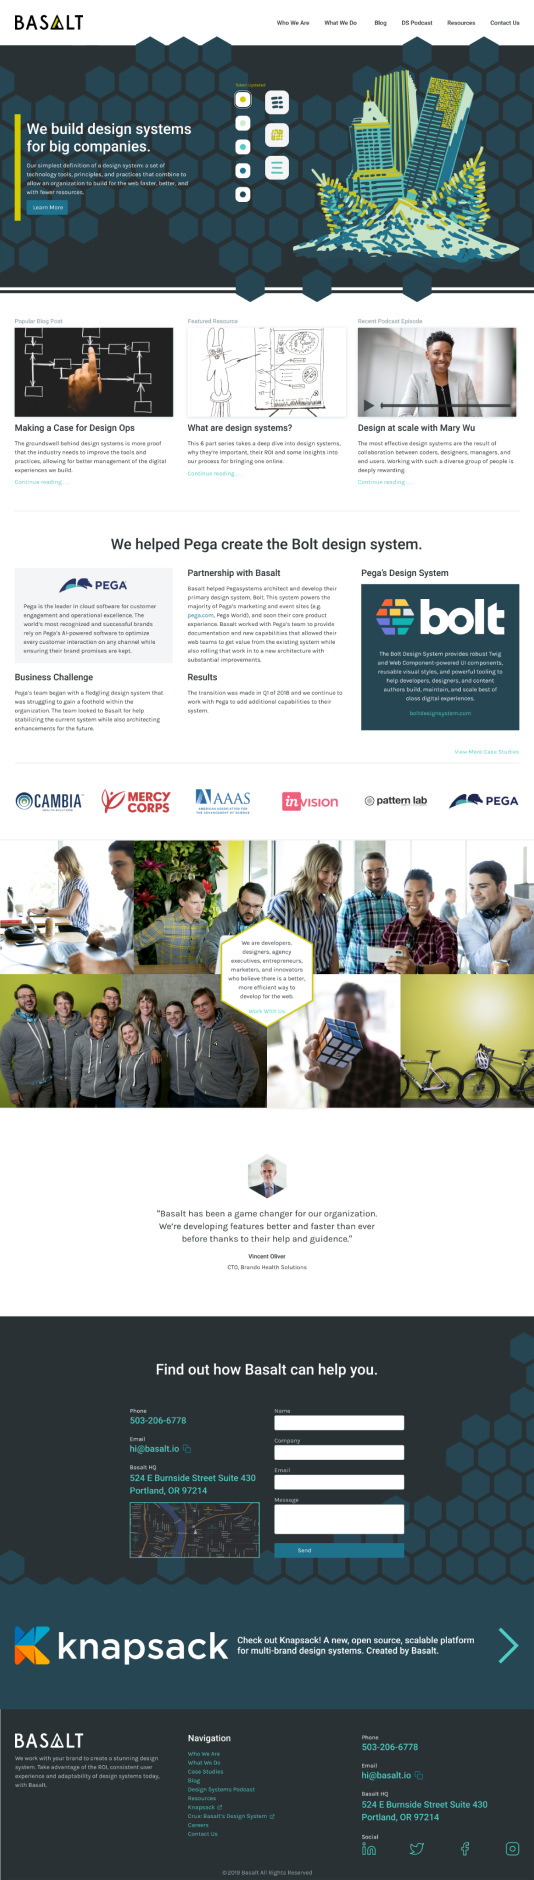 BASALT
Who We Are
What We Do
Blog
DS Podcast
Resources
Contact Us
We build design systems
for big companies.
Our simplest definition of a design system: a set of
technology tools, principles, and practices that combine to
allow an organization to build for the web faster, better, and
with fewer resources.
Learn More
Popular Blog Post
Making a Case for Design Ops
The groundswell behind design systems is more proof
that the industry needs to improve the tools and
practices, allowing for better management of the digital
experiences we build.
Continue reading . . .
Featured Resource
What are design systems?
This 6 part series takes a deep dive into design systems,
why they're important, their ROI and some insights into
our process for bringing one online.
Continue reading . . .
Recent Podcast Episode
Design at scale with Mary Wu
The most effective design systems are the result of
collaboration between coders, designers, managers, and
end users. Working with such a diverse group of people is
deeply rewarding.
Continue reading . . .
We helped Pega create the Bolt design system.
PEGA
Pega is the leader in cloud software for customer
engagement and operational excellence. The
world's most recognized and successful brands
rely on Pega's AI-powered software to optimize
every customer interaction on any channel while
ensuring their brand promises are kept.
Business Challenge
Pega's team began with a fledgling design system that
was struggling to gain a foothold within the
organization. The team looked to Basalt for help
stabilizing the current system while also architecting
enhancements for the future.
Partnership with Basalt
Basalt helped Pegasystems architect and develop their
primary design system, Bolt. This system powers the
majority of Pega's marketing and event sites (e.g.
pega.com, Pega World), and soon their core product
experience. Basalt worked with Pega's team to provide
documentation and new capabilities that allowed their
web teams to get value from the existing system while
also rolling that work in to a new architecture with
substantial improvements.
Results
The transition was made in Q1 of 2018 and we continue to
work with Pega to add additional capabilities to their
system.
Pega's Design System
bolt
The Bolt Design System provides robust Twig
and Web Component-powered UI components,
reusable visual styles, and powerful tooling to
help developers, designers, and content
authors build, maintain, and scale best of
class digital experiences.
boltdesignsystem.com
View More Case Studies
CAMBIA
MERCY
CORPS
AAAS
AMERICAN ASSOCIATION FOR
THE ADVANCEMENT OF SCIENCE
inVISION
pattern lab
PEGA
We are developers,
designers, agency
executives, entrepreneurs,
marketers, and innovators
who believe there is a better,
more efficient way to
develop for the web.
Work With Us
"Basalt has been a game changer for our organization.
We're developing features better and faster than ever
before thanks to their help and guidence."
Vincent Oliver
CTO, Brando Health Solutions
Find out how Basalt can help you.
Phone
503-206-6778
Email
hi@basalt.io
Basalt HQ
524 E Burnside Street Suite 430
Portland, OR 97214
Name
Company
Email
Message
Send
knapsack
Check out Knapsack! A new, open source, scalable platform
for multi-brand design systems. Created by Basalt.
BASALT
We work with your brand to create a stunning design
system. Take advantage of the ROI, consistent user
experience and adaptability of design systems today,
with Basalt.
Navigation
Who We Are
What We Do
Case Studies
Blog
Design Systems Podcast
Resources
Knapsack
Crux: Basalt's Design System
Careers
Contact Us
Phone
503-206-6778
Email
hi@basalt.io
Basalt HQ
524 E Burnside Street Suite 430
Portland, OR 97214
Social
©2019 Basalt All Rights Reserved